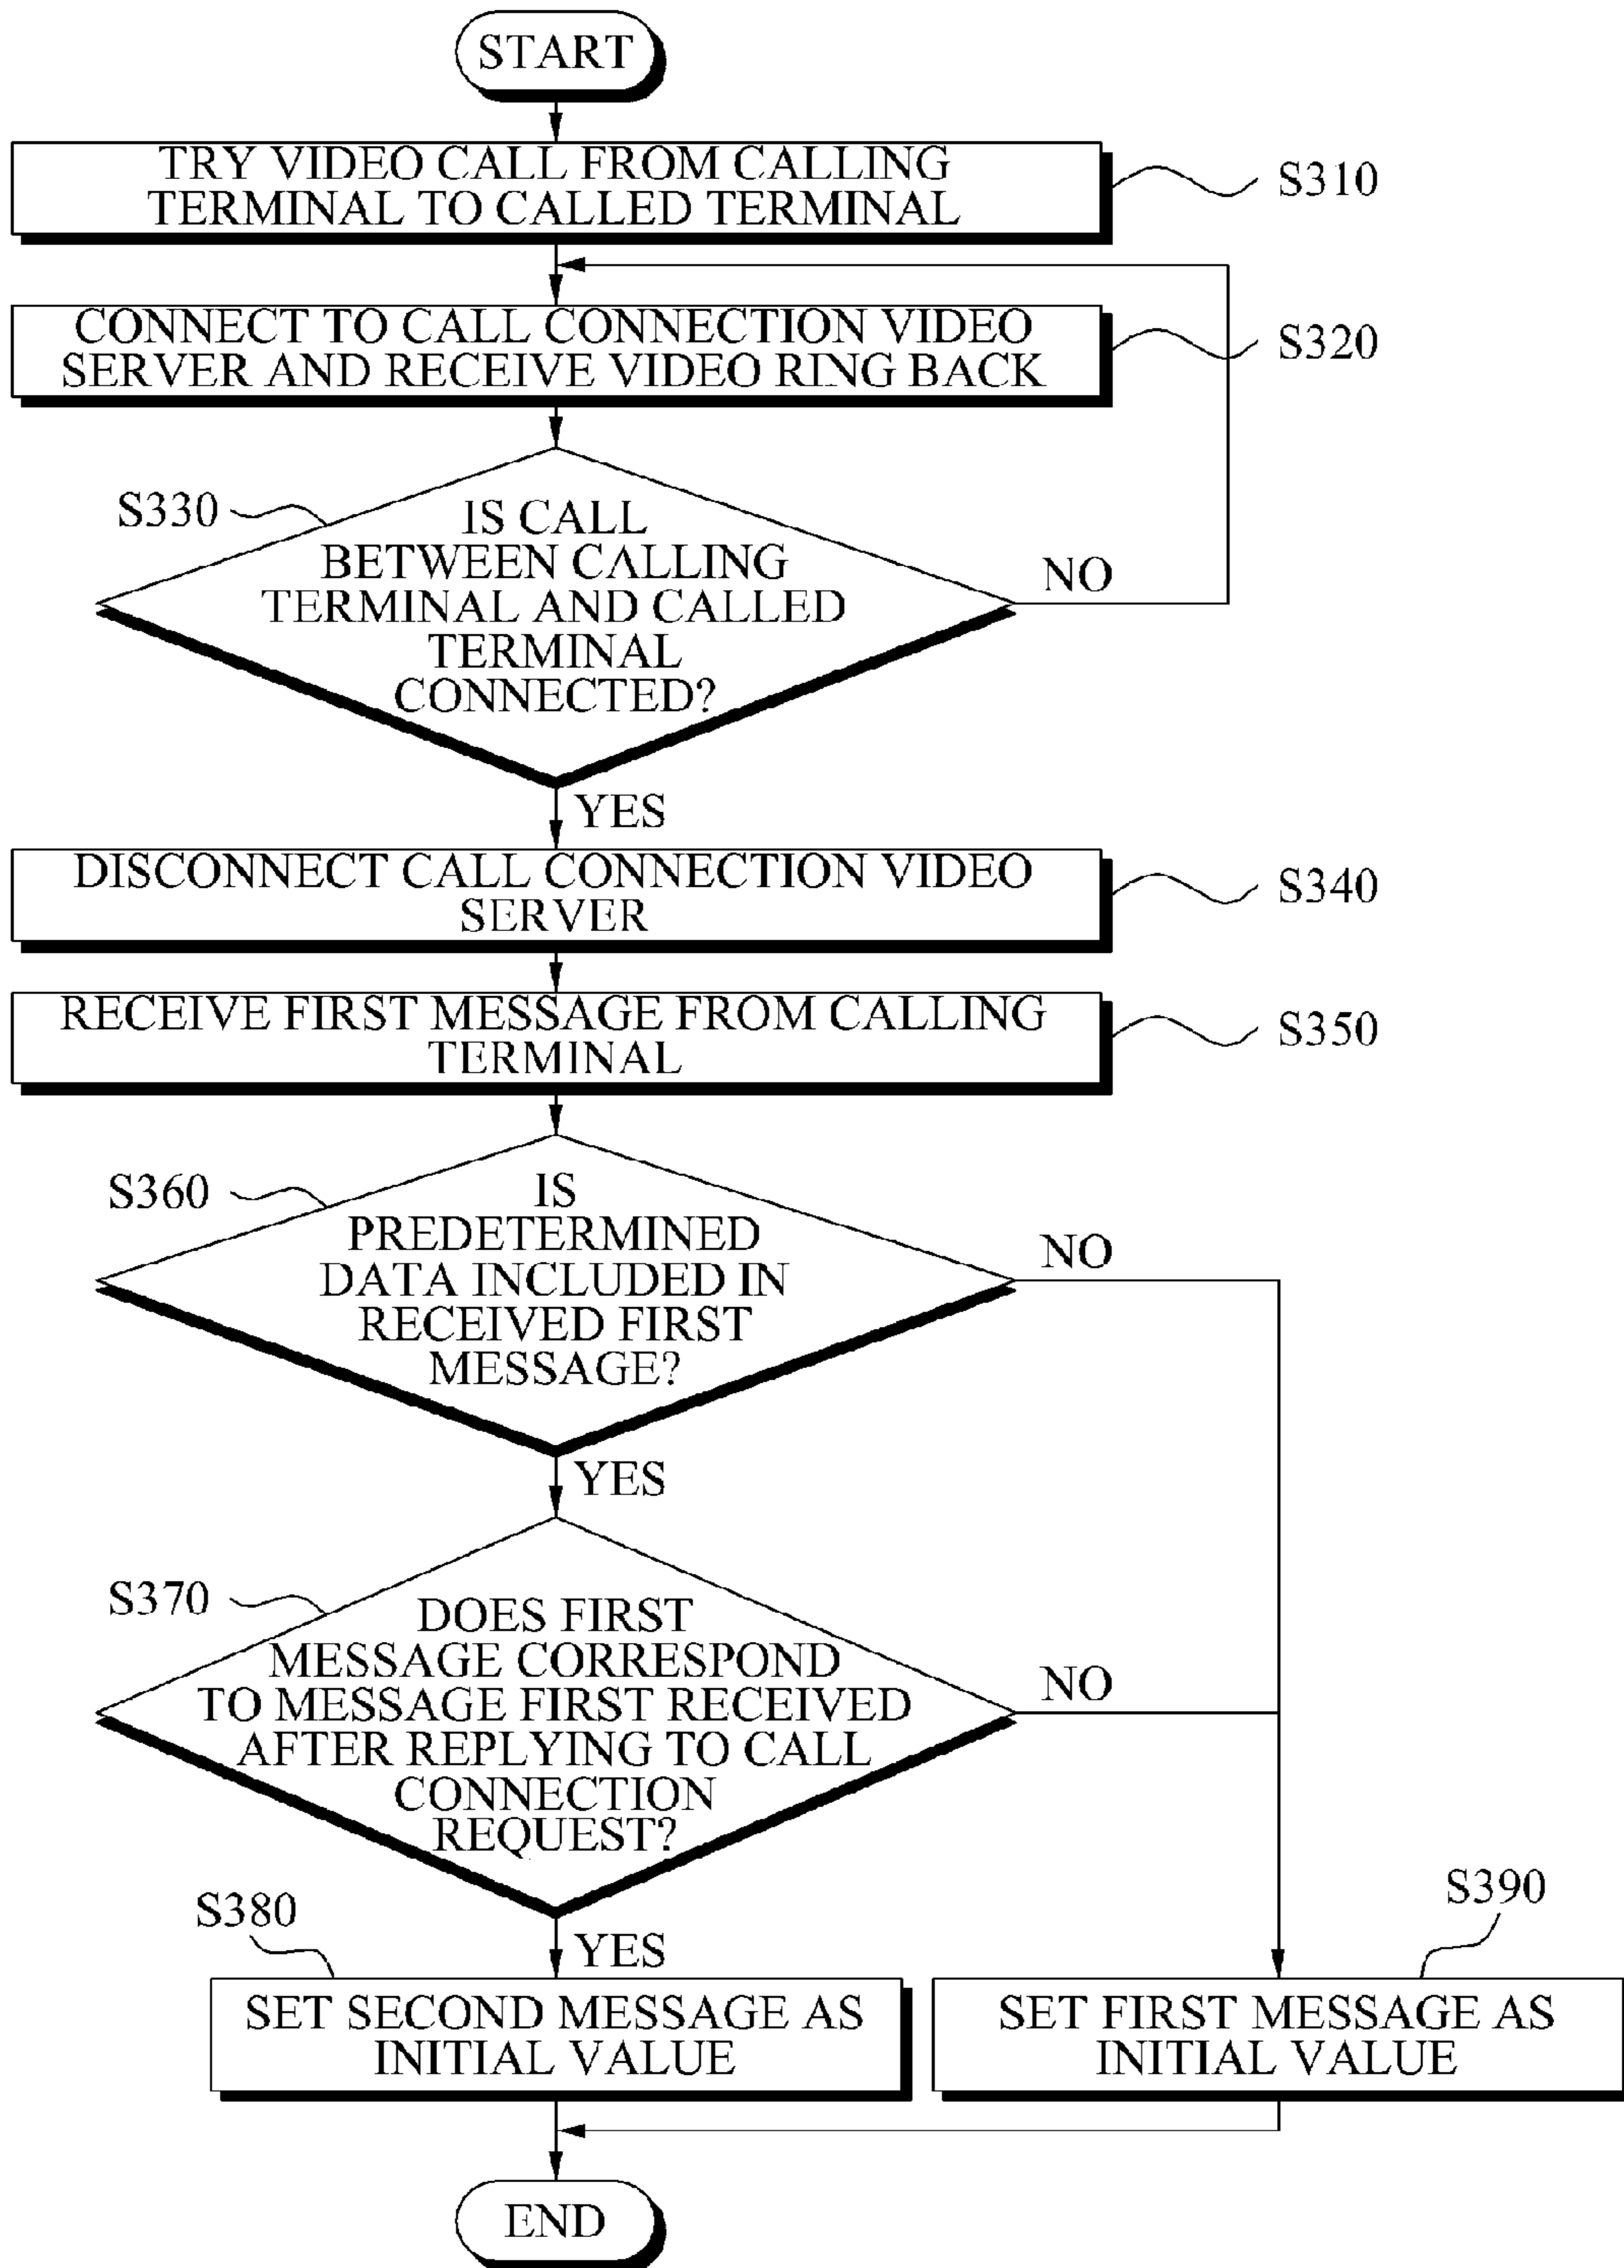 START
TRY VIDEO CALL FROM CALLING
TERMINAL TO CALLED TERMINAL
S310
CONNECT TO CALL CONNECTION VIDEO
SERVER AND RECEIVE VIDEO RING BACK
S320
S330
IS CALL
BETWEEN CALLING
TERMINAL AND CALLED
TERMINAL
CONNECTED?
NO
YES
DISCONNECT CALL CONNECTION VIDEO
SERVER
S340
RECEIVE FIRST MESSAGE FROM CALLING
TERMINAL
S350
S360
IS
PREDETERMINED
DATA INCLUDED IN
RECEIVED FIRST
MESSAGE?
NO
YES
S370
DOES FIRST
MESSAGE CORRESPOND
TO MESSAGE FIRST RECEIVED
AFTER REPLYING TO CALL
CONNECTION
REQUEST?
NO
YES
S380
SET SECOND MESSAGE AS
INITIAL VALUE
S390
SET FIRST MESSAGE AS
INITIAL VALUE
END